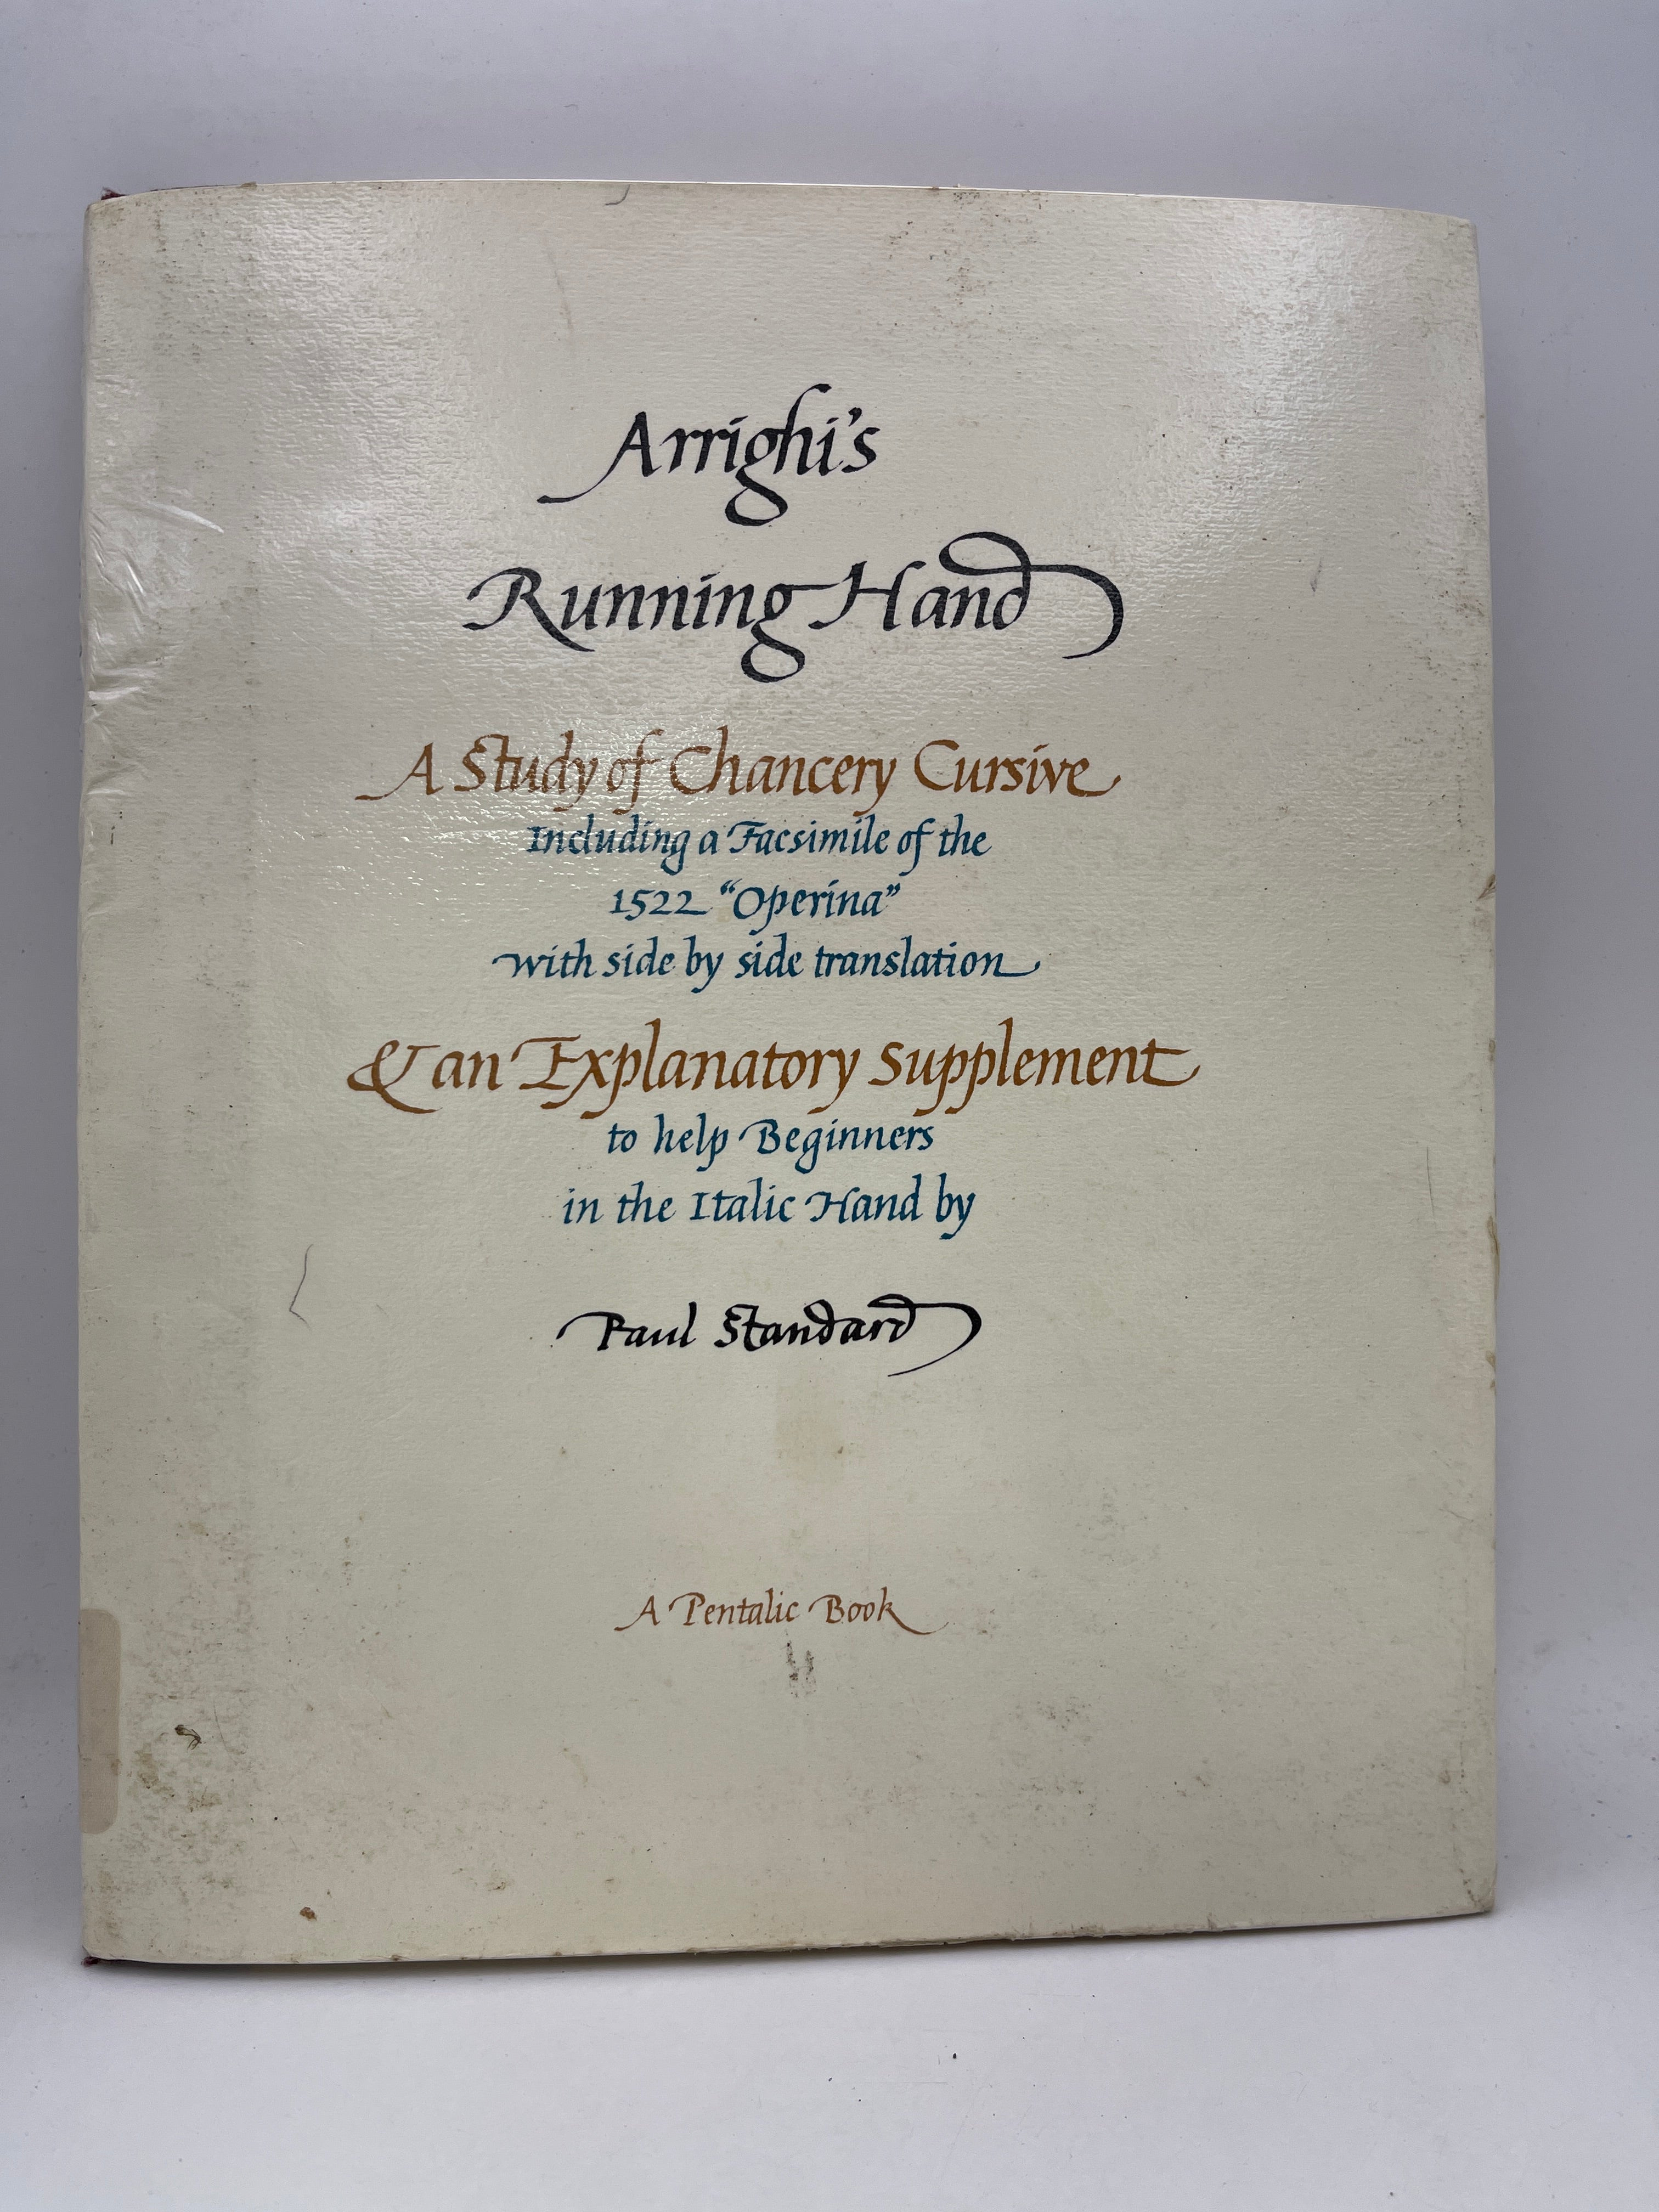 Arrighi's
Running Hand
A Study of Chancery Cursive
Including a Facsimile of the
1522 “Operina”
with side by side translation
& an Explanatory Supplement
to help Beginners
in the Italic Hand by
Paul Standard
A Pentalic Book